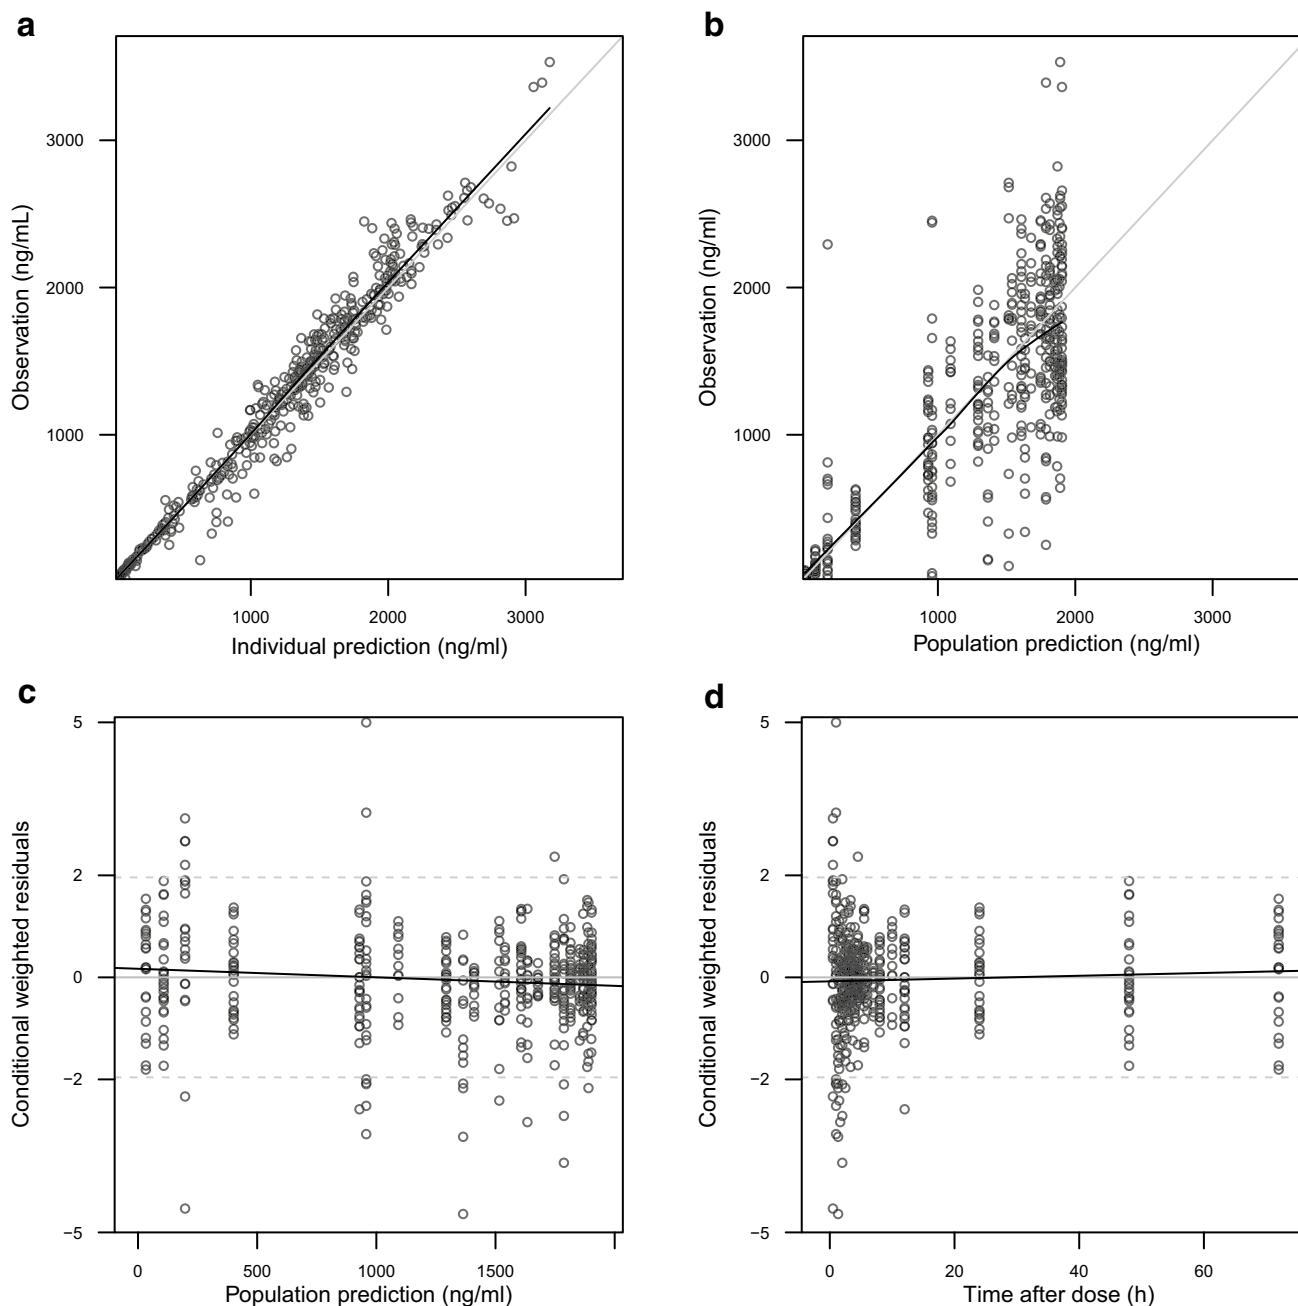 a
b
3000
2000
1000
Observation (ng/mL)
1000 2000 3000
Individual prediction (ng/ml)
3000
2000
1000
Observation (ng/ml)
1000 2000 3000
Population prediction (ng/ml)
c
d
5
2
0
−2
−5
Conditional weighted residuals
0 500 1000 1500
Population prediction (ng/ml)
5
2
0
−2
−5
Conditional weighted residuals
0 20 40 60
Time after dose (h)